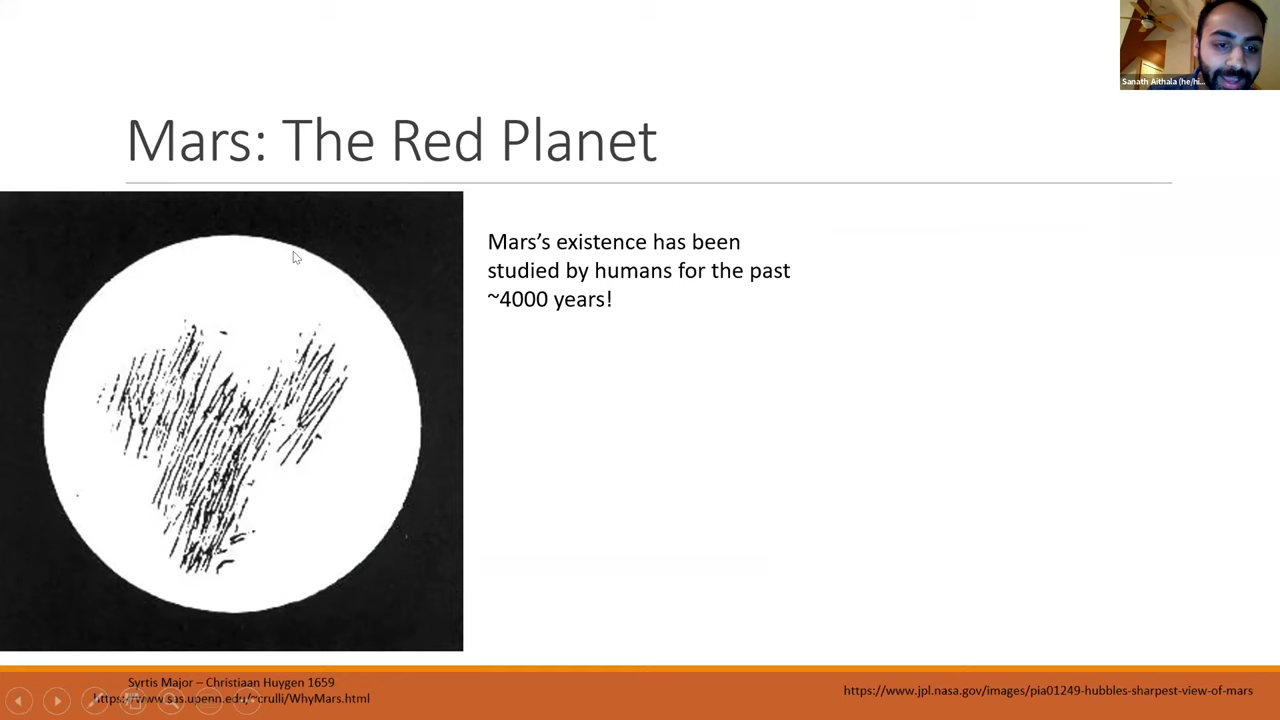 Sanath Aithala (he/hi...
Mars: The Red Planet
Mars’s existence has been
studied by humans for the past
~4000 years!
Syrtis Major – Christiaan Huygen 1659
https://www.sas.upenn.edu/~crulli/WhyMars.html
https://www.jpl.nasa.gov/images/pia01249-hubbles-sharpest-view-of-mars